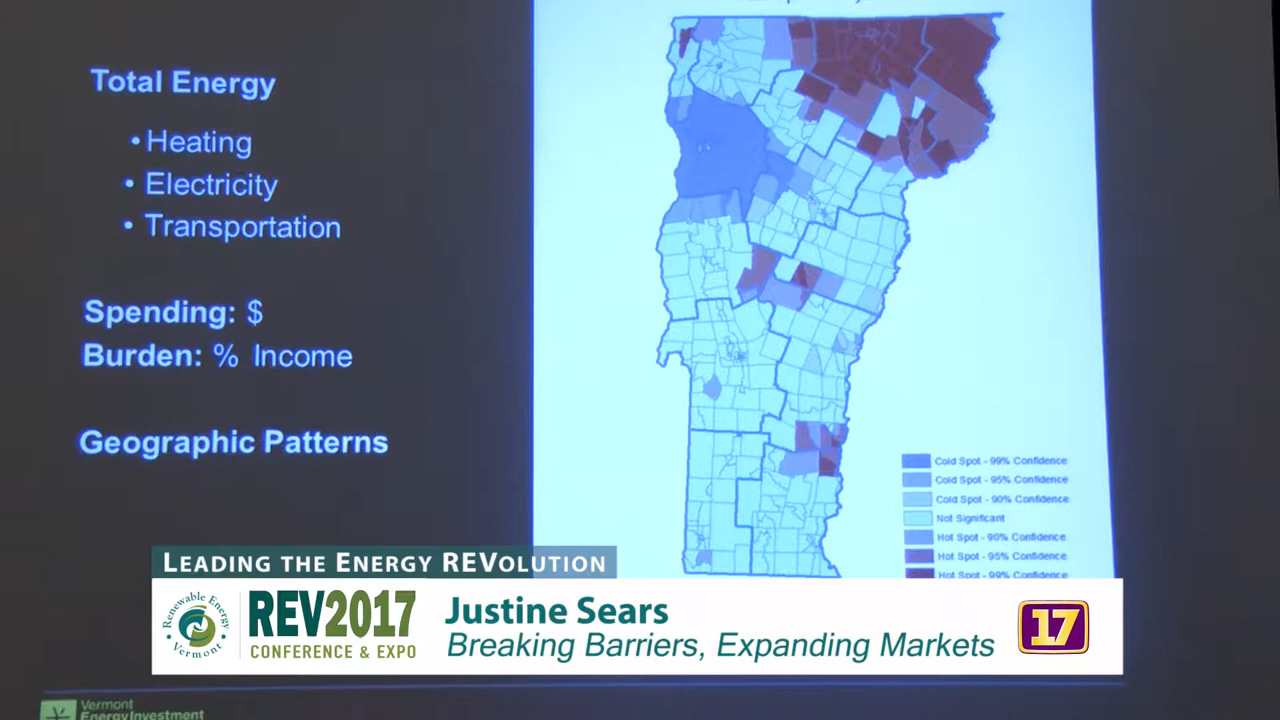 Total Energy
• Heating
• Electricity
• Transportation
Spending: $
Burden: % Income
Geographic Patterns
Cold Spot - 99% Confidence
Cold Spot - 95% Confidence
Cold Spot - 90% Confidence
Not Significant
Hot Spot - 90% Confidence
Hot Spot - 95% Confidence
Hot Spot - 99% Confidence
LEADING THE ENERGY REVOLUTION
Renewable Energy
Vermont
REV2017
CONFERENCE & EXPO
Justine Sears
Breaking Barriers, Expanding Markets
17
Vermont
EnergyInvestment